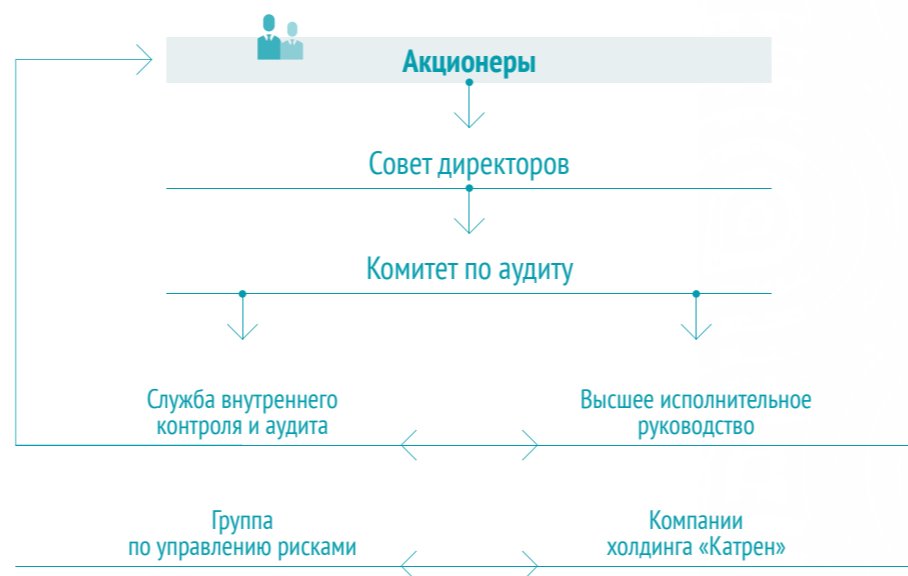 Акционеры
Совет директоров
Комитет по аудиту
Служба внутреннего
контроля и аудита
Высшее исполнительное
руководство
Группа
по управлению рисками
Компании
холдинга «Катрен»